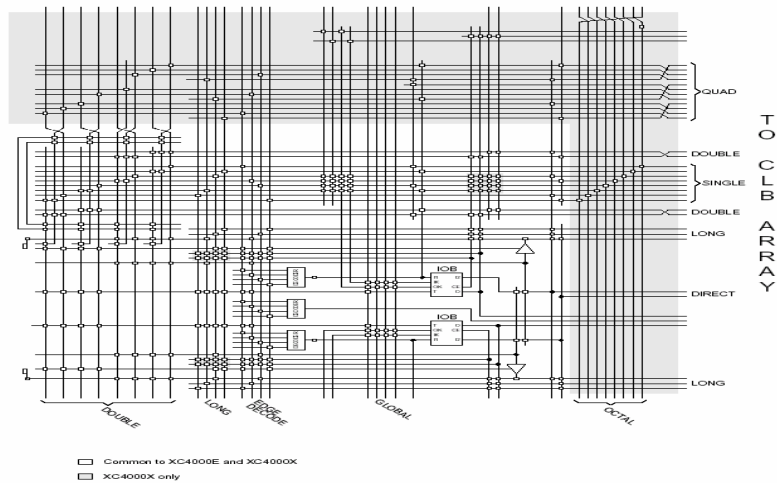 QUAD
DOUBLE
SINGLE
DOUBLE
LONG
DIRECT
LONG
TO CLB ARRAY
IOB
IOB
DOUBLE
LONG
EDGE
DECODE
GLOBAL
OCTAL
Common to XC4000E and XC4000X
XC4000X only